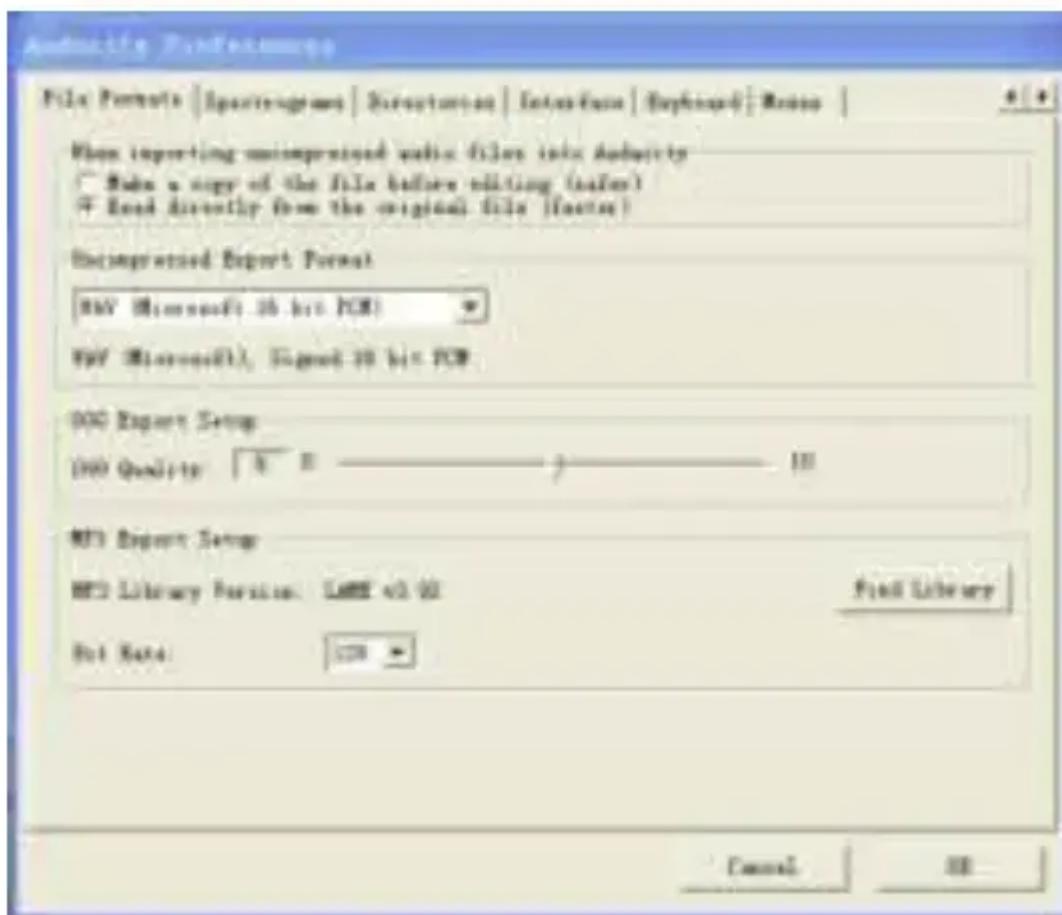 Audacity Preferences
File Formats Spectrograms Directories Interface Keyboard Mouse
When importing uncompressed audio files into Audacity
Make a copy of the file before editing (safer)
Read directly from the original file (faster)
Uncompressed Export Format
WAV (Microsoft 16 bit PCM)
WAV (Microsoft), Signed 16 bit PCM
OGG Export Setup
OGG Quality: 0 10
MP3 Export Setup
MP3 Library Version: LAME Find Library
Bit Rate: 128
Cancel OK